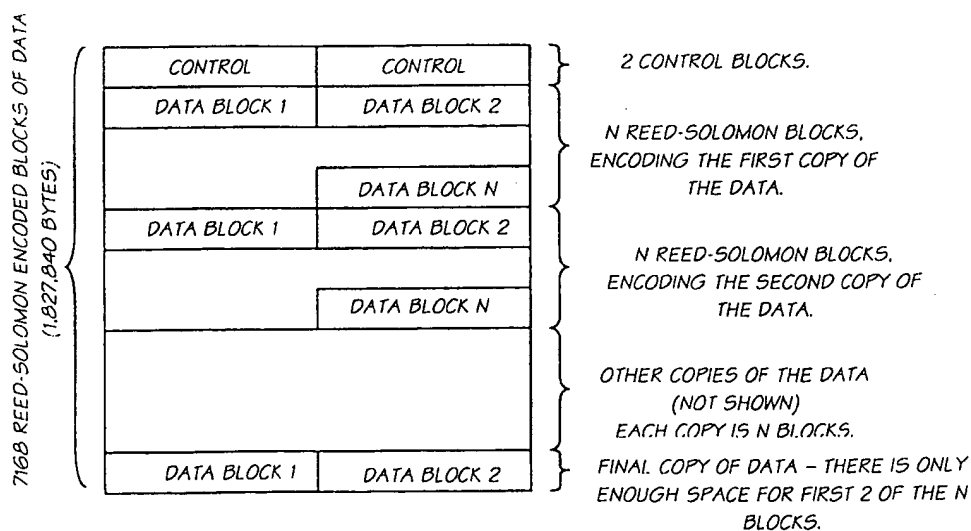 7168 REED-SOLOMON ENCODED BLOCKS OF DATA
(1,827,840 BYTES)
CONTROL CONTROL
2 CONTROL BLOCKS.
DATA BLOCK 1 DATA BLOCK 2
N REED-SOLOMON BLOCKS,
ENCODING THE FIRST COPY OF
THE DATA.
DATA BLOCK N
DATA BLOCK 1 DATA BLOCK 2
N REED-SOLOMON BLOCKS,
ENCODING THE SECOND COPY OF
THE DATA.
DATA BLOCK N
OTHER COPIES OF THE DATA
(NOT SHOWN)
EACH COPY IS N BLOCKS.
DATA BLOCK 1 DATA BLOCK 2
FINAL COPY OF DATA – THERE IS ONLY
ENOUGH SPACE FOR FIRST 2 OF THE N
BLOCKS.